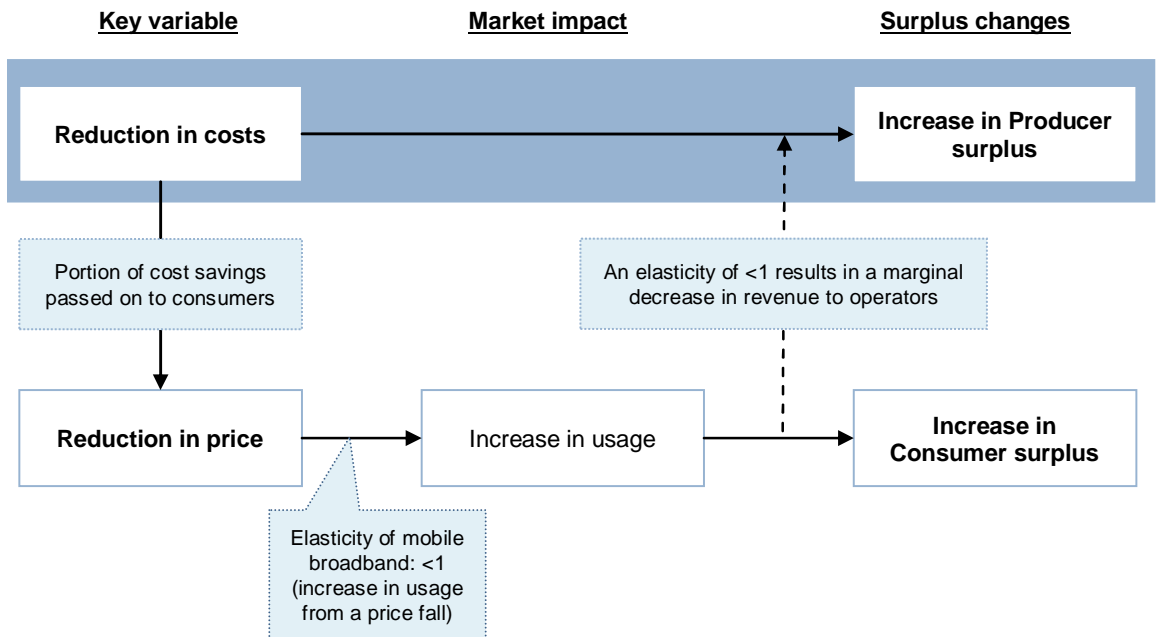 Key variable
Market impact
Surplus changes
Reduction in costs
Increase in Producer
surplus
Portion of cost savings
passed on to consumers
An elasticity of <1 results in a marginal
decrease in revenue to operators
Reduction in price
Increase in usage
Increase in
Consumer surplus
Elasticity of mobile
broadband: <1
(increase in usage
from a price fall)